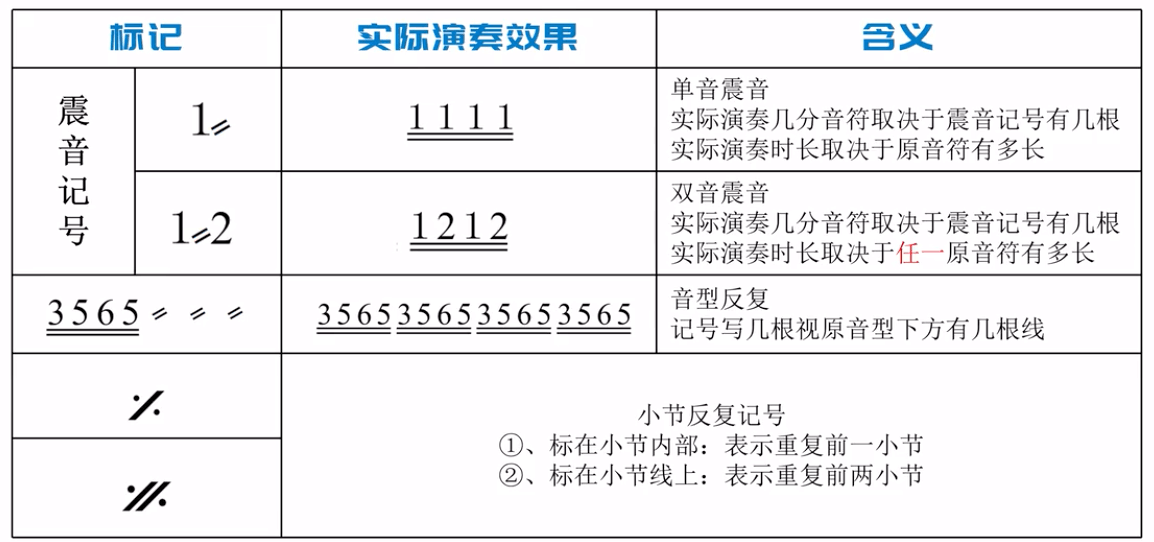 标记 实际演奏效果 含义
震音记号
1 1 1 1 1
单音震音
实际演奏几分音符取决于震音记号有几根
实际演奏时长取决于原音符有多长
1 2 1 2 1 2
双音震音
实际演奏几分音符取决于震音记号有几根
实际演奏时长取决于任一原音符有多长
3 5 6 5 3 5 6 5 3 5 6 5 3 5 6 5 3 5 6 5
音型反复
记号写几根视原音型下方有几根线
小节反复记号
①、标在小节内部：表示重复前一小节
②、标在小节线上：表示重复前两小节